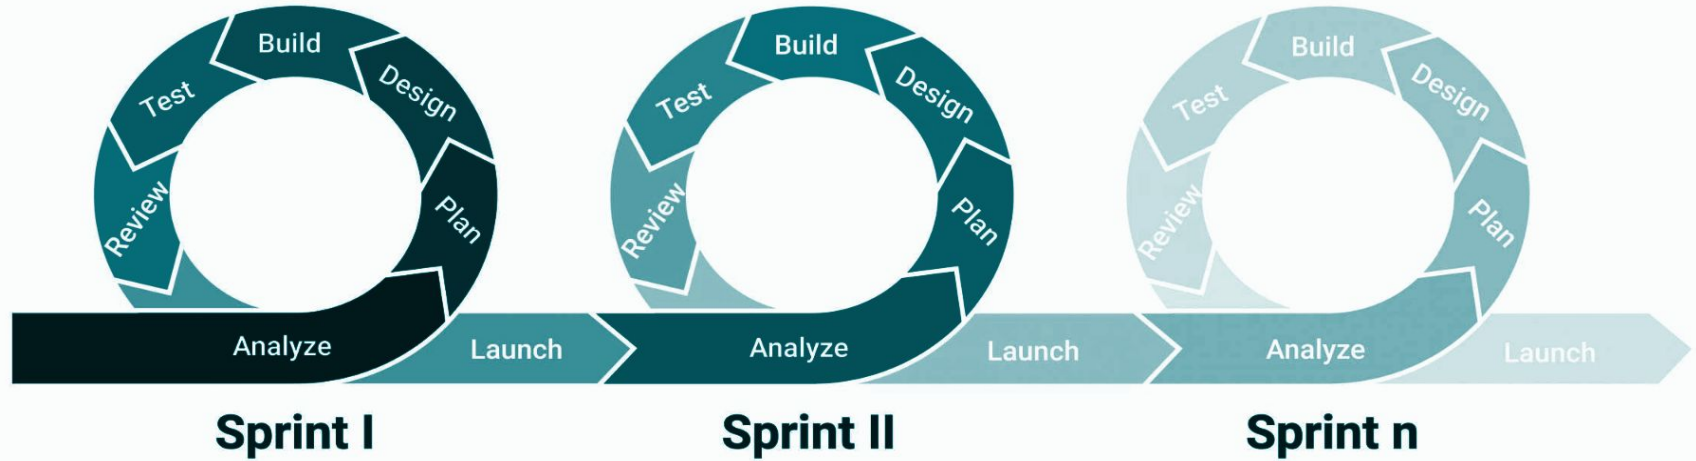 Analyze
Plan
Design
Build
Test
Review
Launch
Sprint I
Analyze
Plan
Design
Build
Test
Review
Launch
Sprint II
Analyze
Plan
Design
Build
Test
Review
Launch
Sprint n